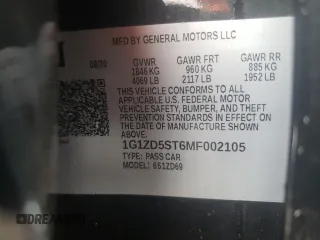 MFD BY GENERAL MOTORS LLC
08/20 GVWR GAWR FRT GAWR RR
1846 KG 960 KG 885 KG
4069 LB 2117 LB 1952 LB
THIS VEHICLE CONFORMS TO ALL
APPLICABLE U.S. FEDERAL MOTOR
VEHICLE SAFETY, BUMPER, AND THEFT
PREVENTION STANDARDS IN EFFECT ON
THE DATE OF MANUFACTURE
SHOWN ABOVE.
1G1ZD5ST6MF002105
TYPE: PASS CAR
MODEL: 6S1ZD69